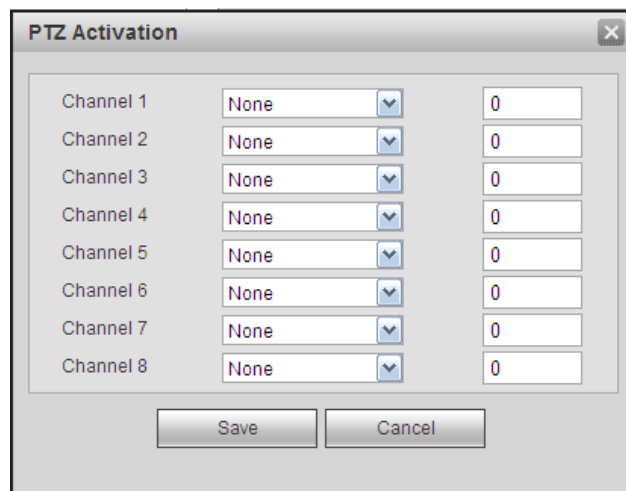 PTZ Activation
Channel 1 None 0
Channel 2 None 0
Channel 3 None 0
Channel 4 None 0
Channel 5 None 0
Channel 6 None 0
Channel 7 None 0
Channel 8 None 0
Save Cancel